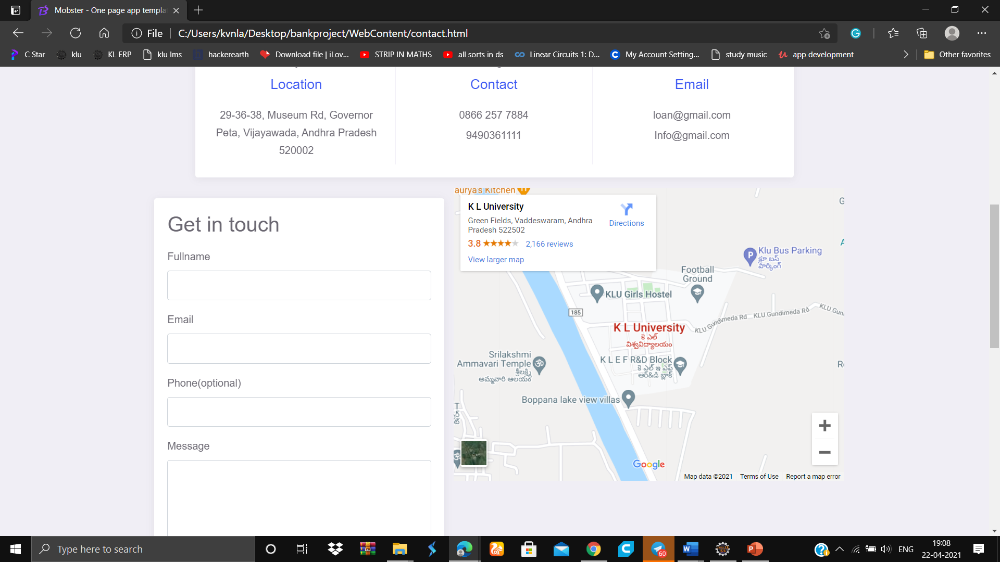 Mobster - One page app templa
File
C:/Users/kvnla/Desktop/bankproject/WebContent/contact.html
C Star
klu
KL ERP
klu lms
hackerearth
Download file | iLov...
STRIP IN MATHS
all sorts in ds
Linear Circuits 1: D...
My Account Setting...
study music
app development
Other favorites
Location
Contact
Email
29-36-38, Museum Rd, Governor
Peta, Vijayawada, Andhra Pradesh
520002
0866 257 7884
9490361111
loan@gmail.com
Info@gmail.com
Get in touch
Fullname
Email
Phone(optional)
Message
aurya's Kitchen
K L University
Green Fields, Vaddeswaram, Andhra
Pradesh 522502
Directions
3.8
2,166 reviews
View larger map
Klu Bus Parking
క్లూ బస్
పార్కింగ్
Football
Ground
KLU Girls Hostel
185
KLU Gundimeda Rd
KLU Gundimeda Rd
KLU Gun
K L University
కె ఎల్
విశ్వవిద్యాలయం
Srilakshmi
Ammavari Temple
శ్రీలక్ష్మి
అమ్మవారి ఆలయం
K L E F R&D Block
కె ఎల్ ఇ ఎఫ్
ఆర్&డి బ్లాక్
Boppana lake view villas
Google
Map data ©2021
Terms of Use
Report a map error
Type here to search
60
ENG
19:08
22-04-2021